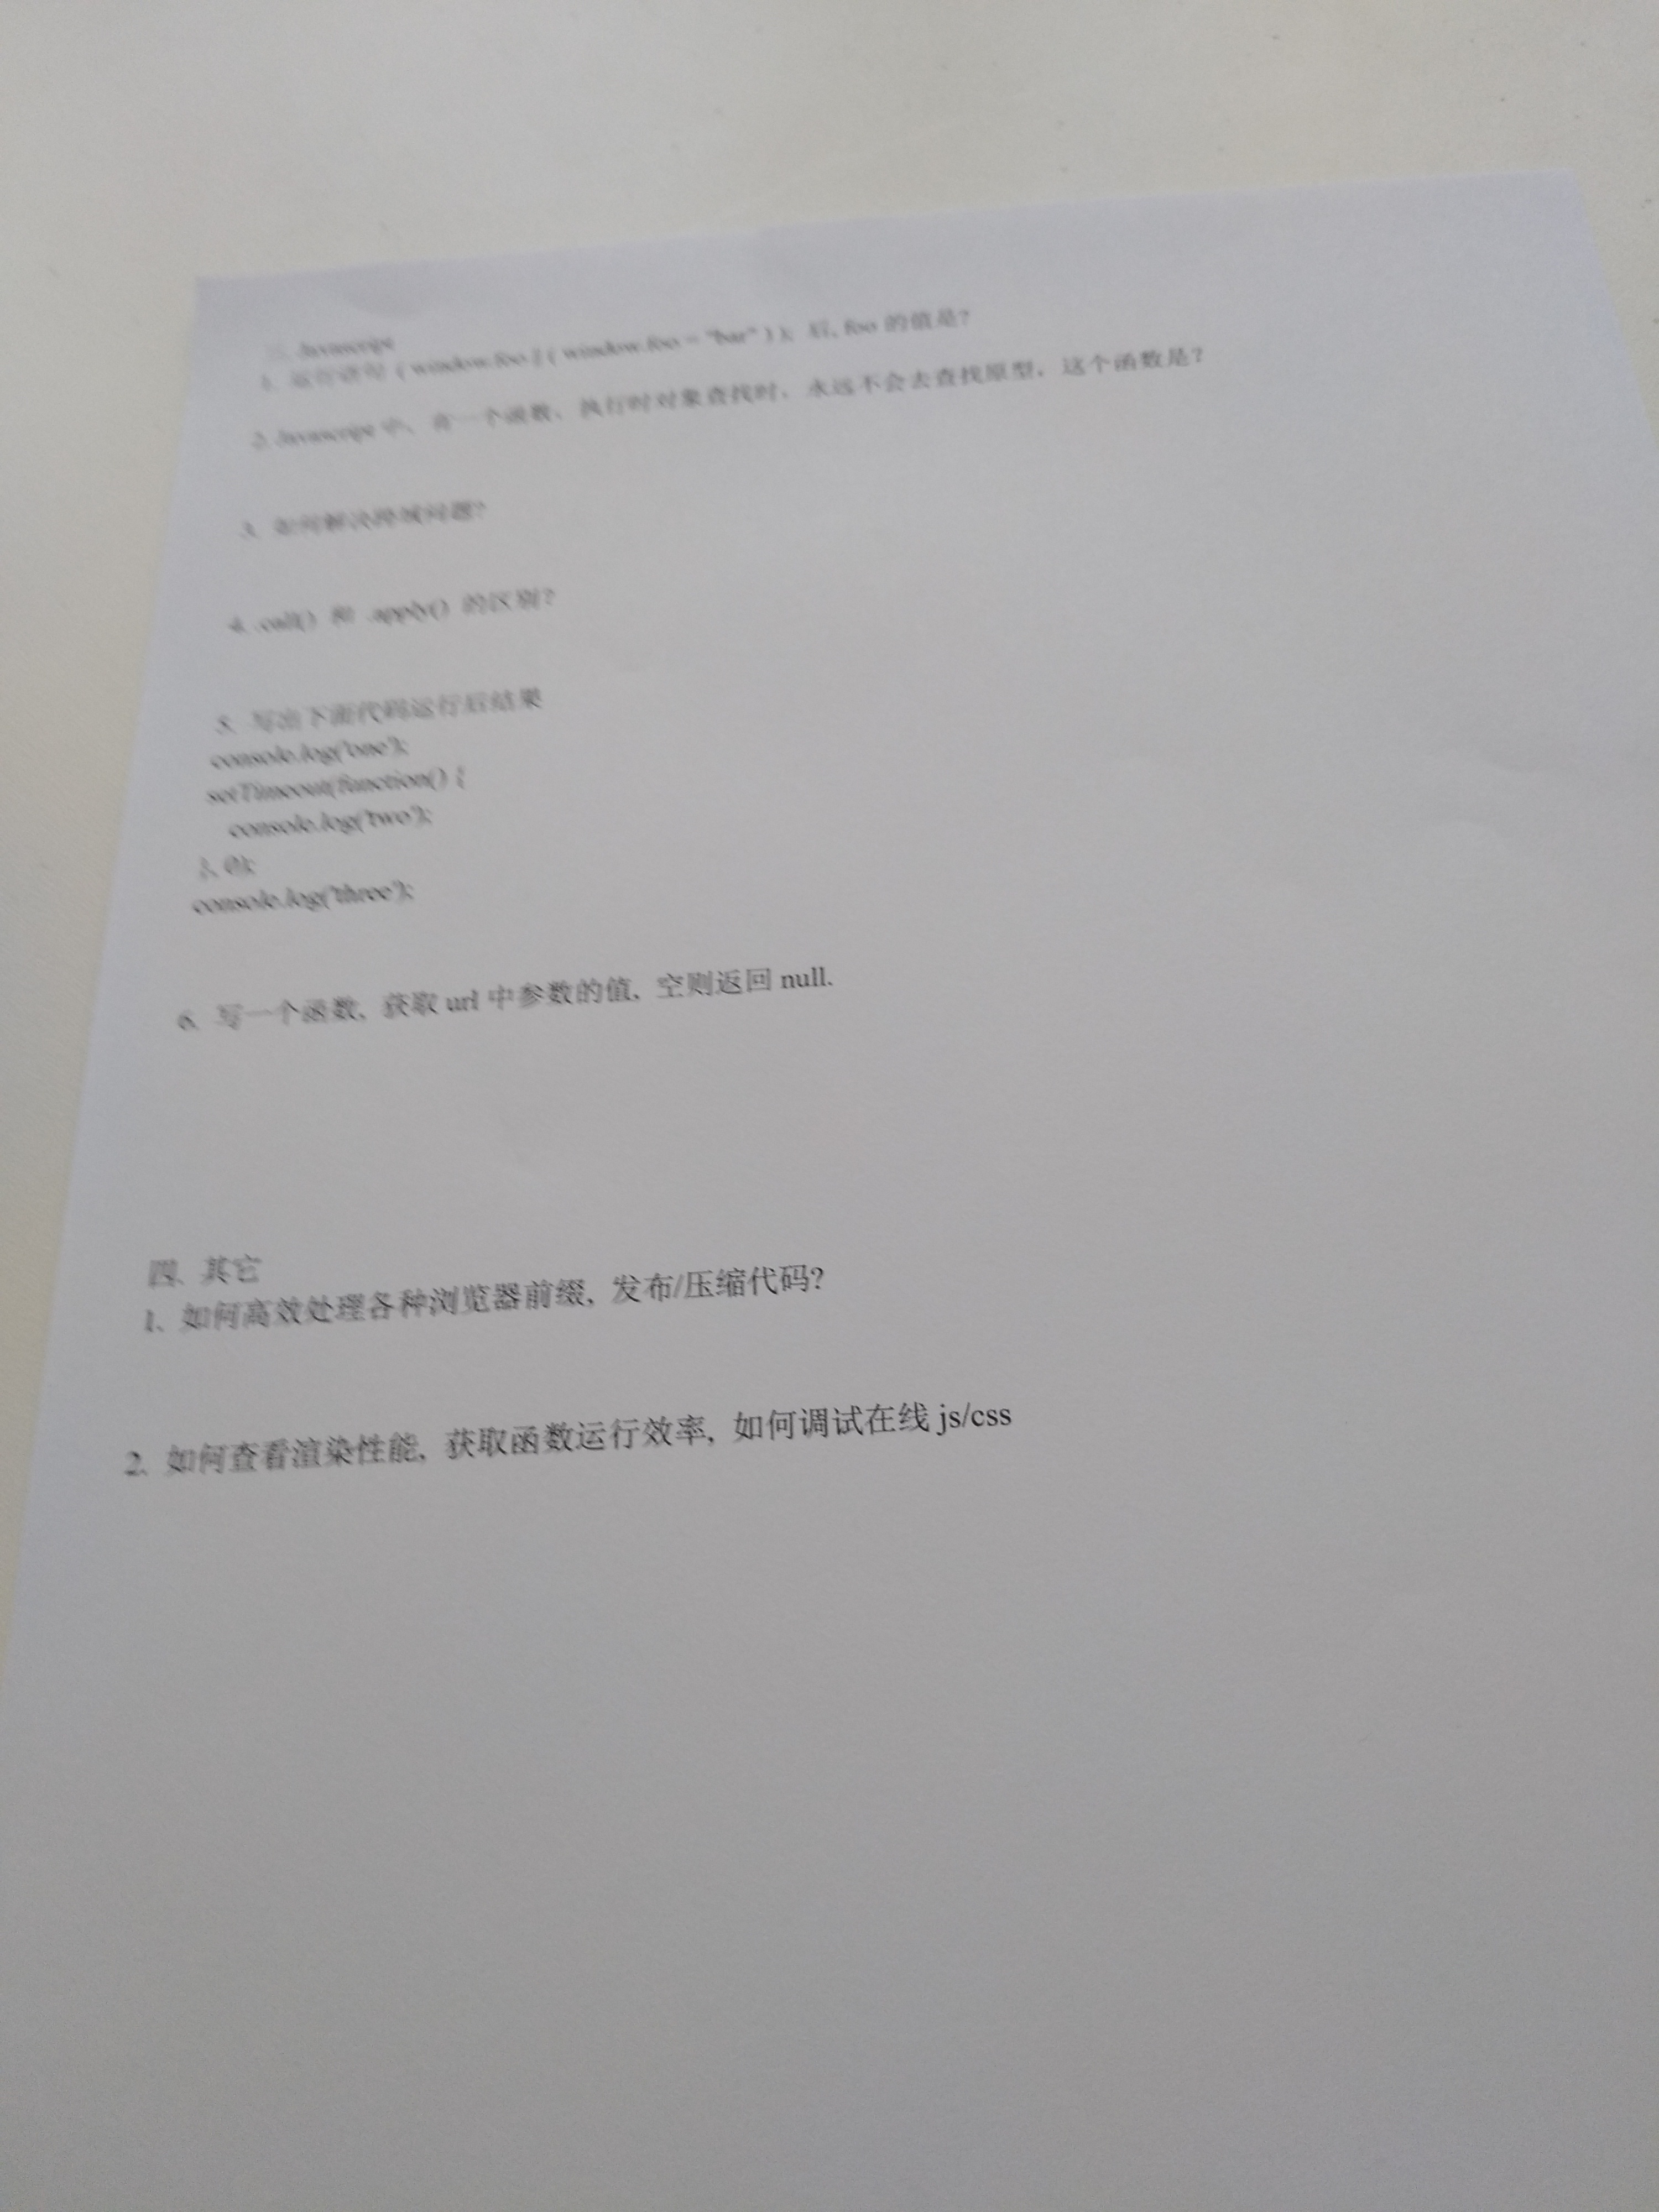 三. Javascript
1. 运行语句 ( window.foo || ( window.foo = "bar" ) ); 后, foo 的值是?
2. Javascript 中, 有一个函数, 执行时对象查找时, 永远不会去查找原型, 这个函数是?
3. 如何解决跨域问题?
4. .call() 和 .apply() 的区别?
5. 写出下面代码运行后结果
console.log('one');
setTimeout(function() {
console.log('two');
}, 0);
console.log('three');
6. 写一个函数, 获取 url 中参数的值, 空则返回 null.
四、其它
1、如何高效处理各种浏览器前缀, 发布/压缩代码?
2. 如何查看渲染性能, 获取函数运行效率, 如何调试在线 js/css